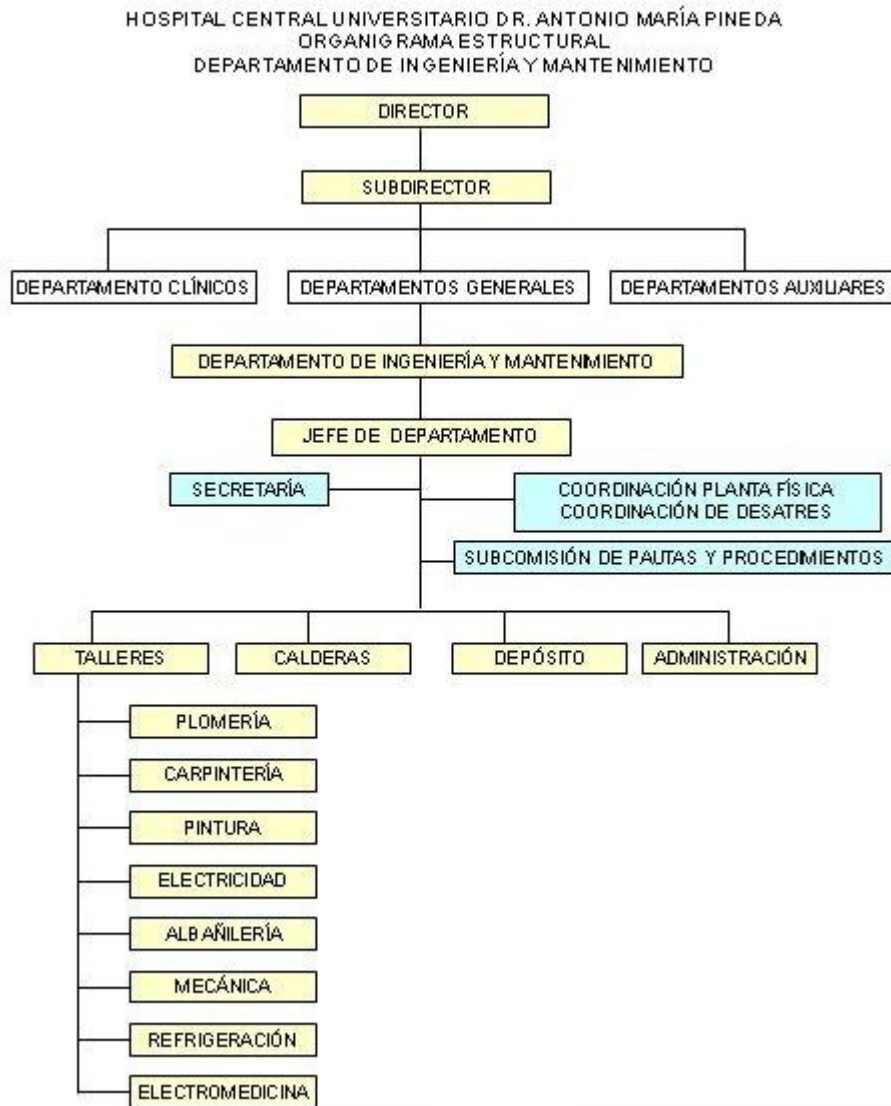 HOSPITAL CENTRAL UNIVERSITARIO DR. ANTONIO MARÍA PINEDA
ORGANIGRAMA ESTRUCTURAL
DEPARTAMENTO DE INGENIERÍA Y MANTENIMIENTO
DIRECTOR
SUBDIRECTOR
DEPARTAMENTO CLÍNICOS
DEPARTAMENTOS GENERALES
DEPARTAMENTOS AUXILIARES
DEPARTAMENTO DE INGENIERÍA Y MANTENIMIENTO
JEFE DE DEPARTAMENTO
SECRETARÍA
COORDINACIÓN PLANTA FÍSICA
COORDINACIÓN DE DESATRES
SUBCOMISIÓN DE PAUTAS Y PROCEDIMIENTOS
TALLERES
CALDERAS
DEPÓSITO
ADMINISTRACIÓN
PLOMERÍA
CARPINTERÍA
PINTURA
ELECTRICIDAD
ALBAÑILERÍA
MECÁNICA
REFRIGERACIÓN
ELECTROMEDICINA